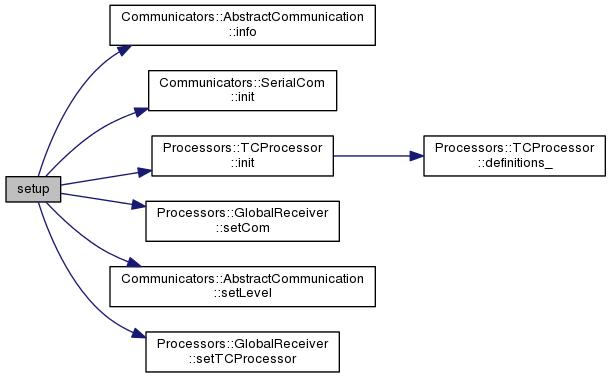 setup
Communicators::AbstractCommunication
::info
Communicators::SerialCom
::init
Processors::TCProcessor
::init
Processors::TCProcessor
::definitions_
Processors::GlobalReceiver
::setCom
Communicators::AbstractCommunication
::setLevel
Processors::GlobalReceiver
::setTCProcessor